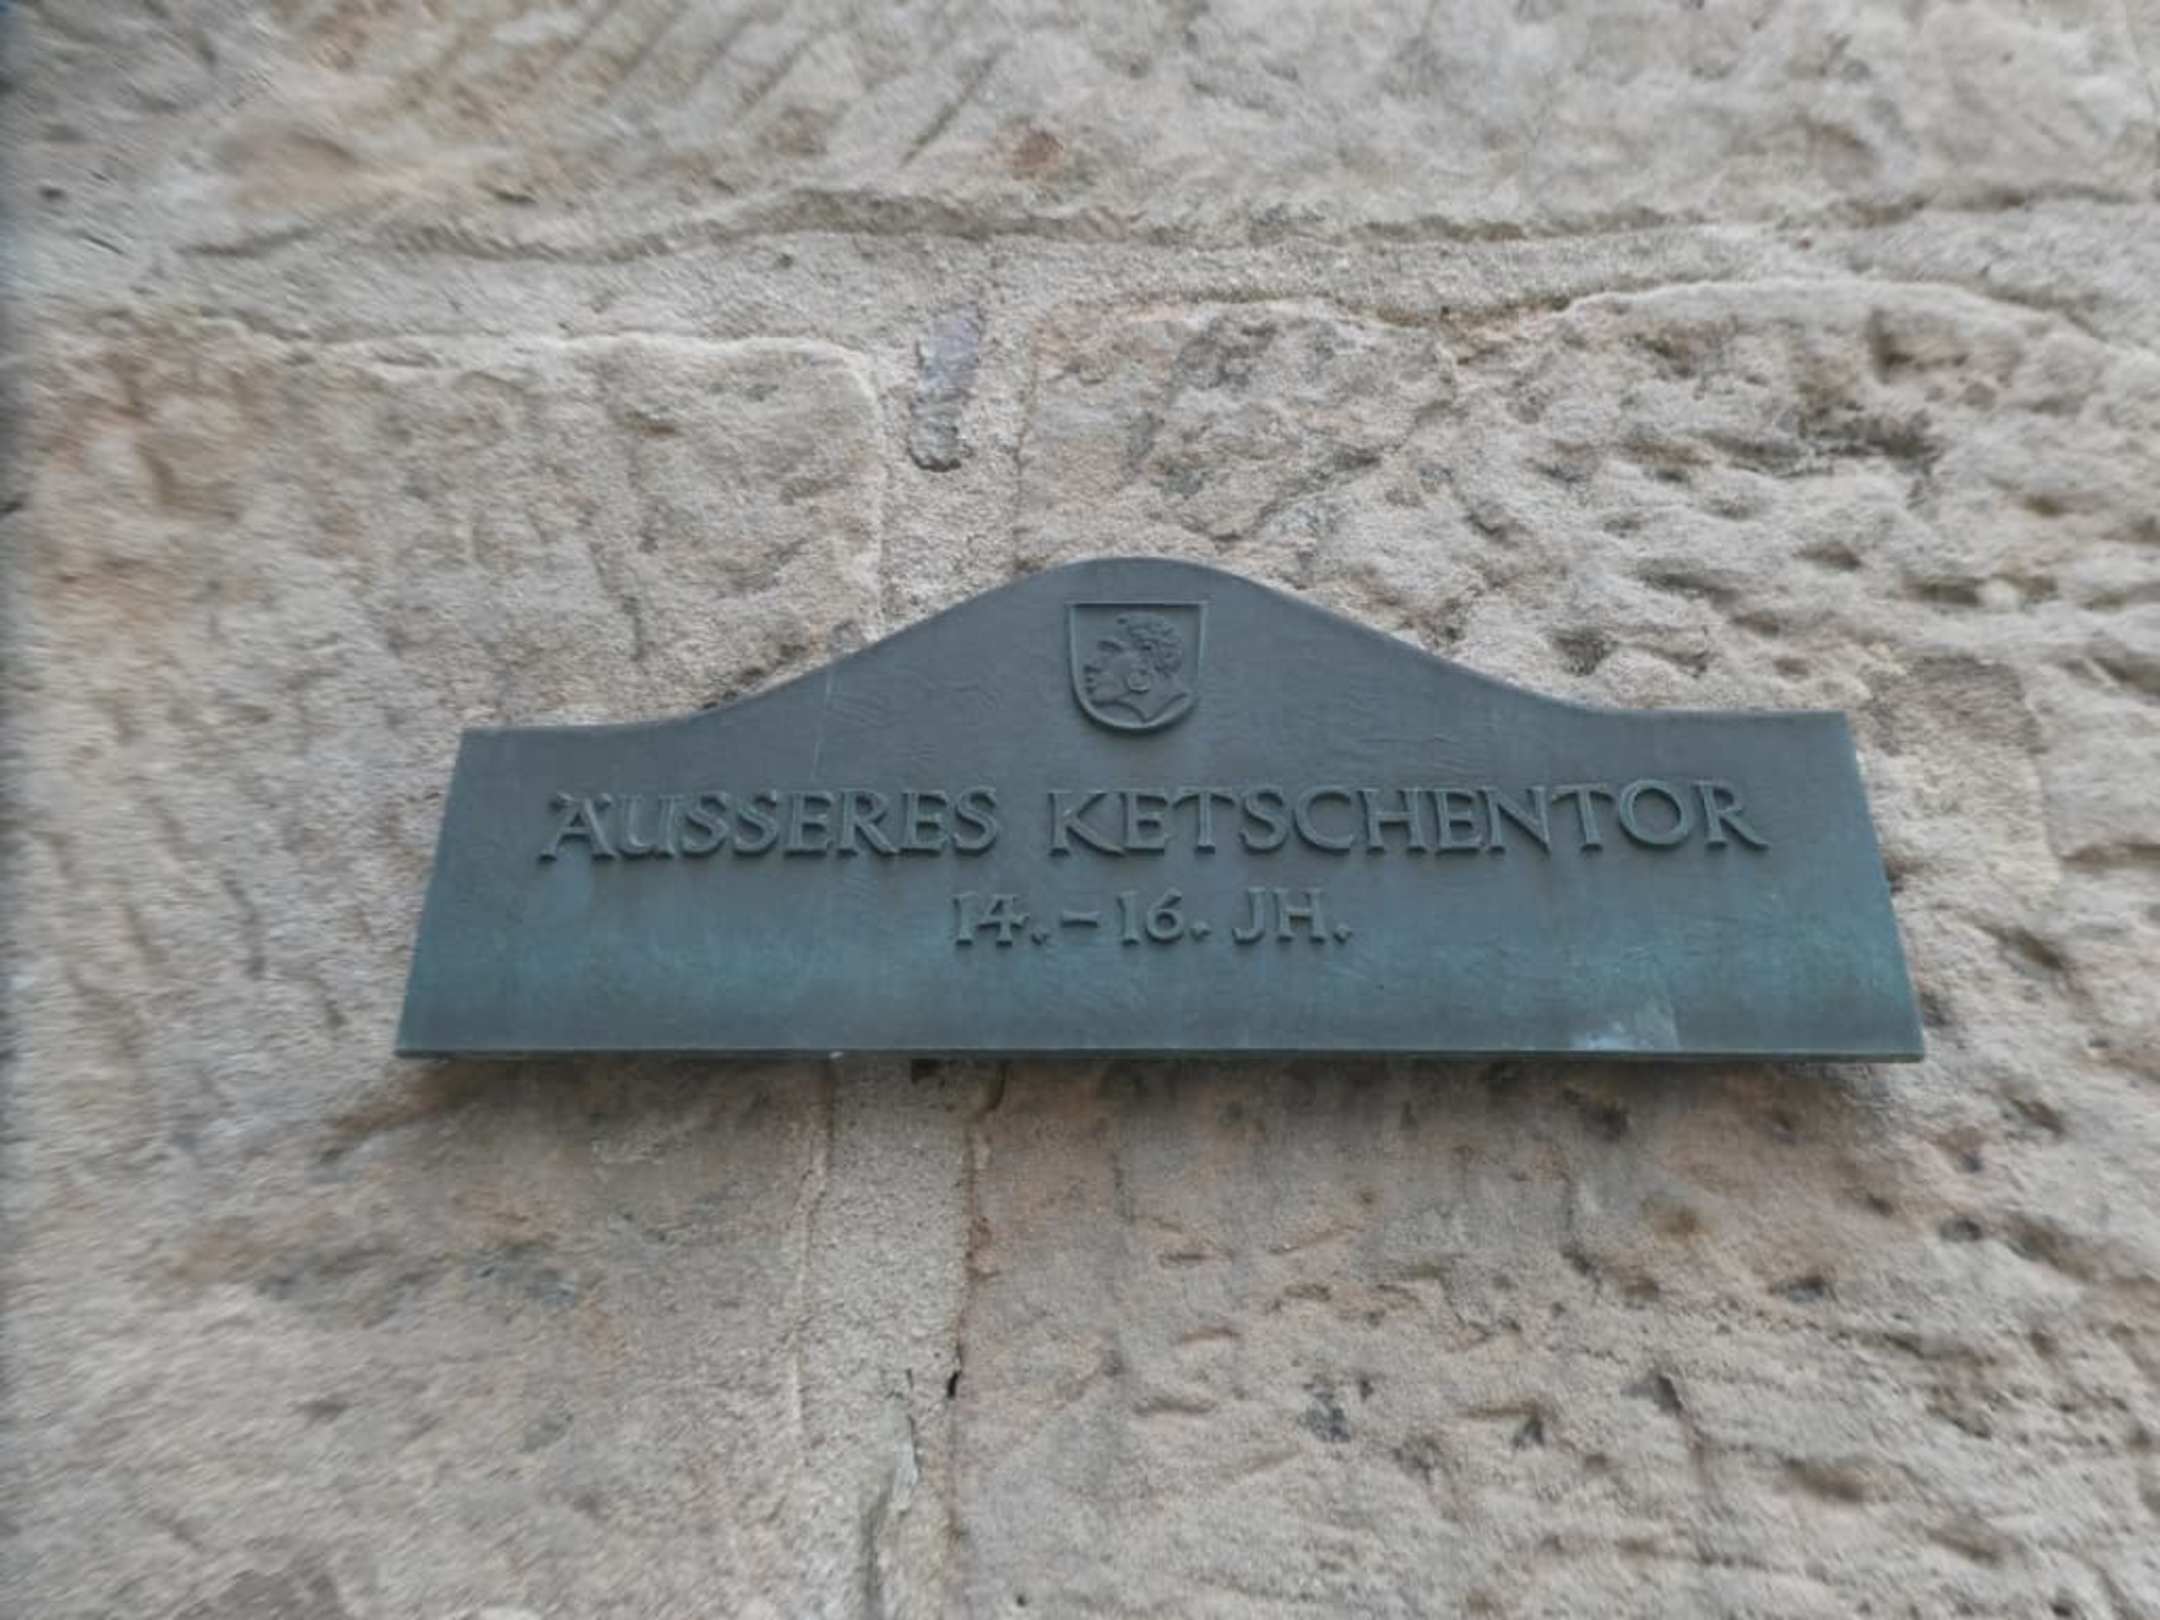 ÄUSSERES KETSCHENTOR
14. - 16. JH.